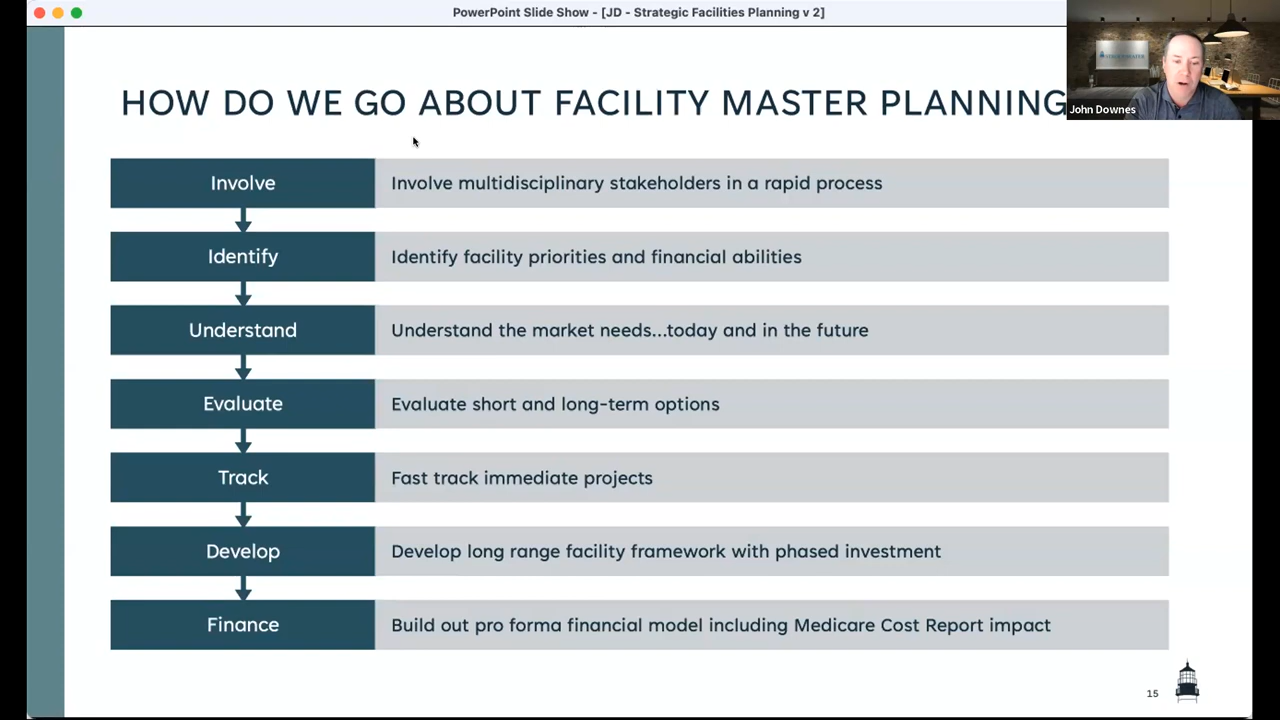 PowerPoint Slide Show - [JD - Strategic Facilities Planning v 2]
HOW DO WE GO ABOUT FACILITY MASTER PLANNING
John Downes
Involve
Involve multidisciplinary stakeholders in a rapid process
Identify
Identify facility priorities and financial abilities
Understand
Understand the market needs...today and in the future
Evaluate
Evaluate short and long-term options
Track
Fast track immediate projects
Develop
Develop long range facility framework with phased investment
Finance
Build out pro forma financial model including Medicare Cost Report impact
15